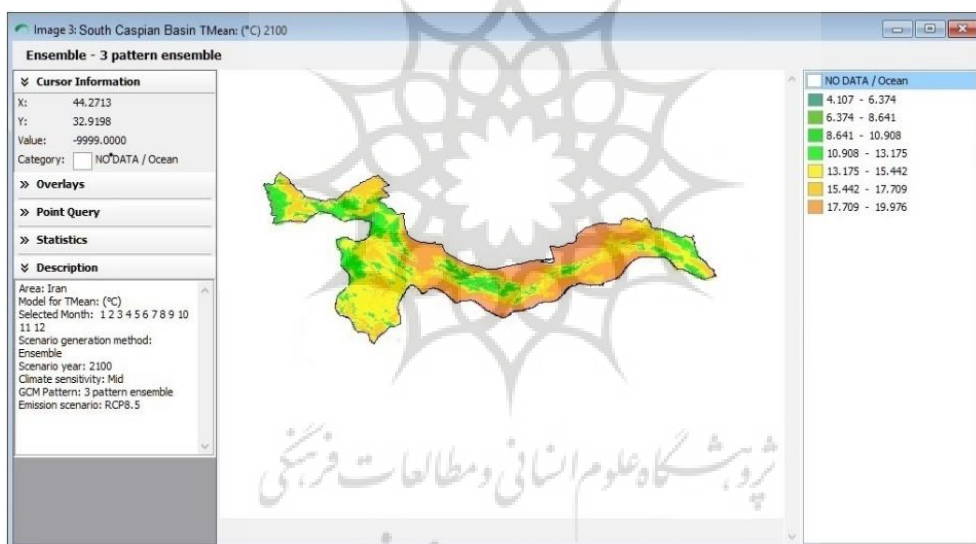 Image 3: South Caspian Basin TMean: (°C) 2100
Ensemble - 3 pattern ensemble
Cursor Information
X: 44.2713
Y: 32.9198
Value: -9999.0000
Category: NO DATA / Ocean
Overlays
Point Query
Statistics
Description
Area: Iran
Model for TMean: (°C)
Selected Month: 1 2 3 4 5 6 7 8 9 10
11 12
Scenario generation method:
Ensemble
Scenario year: 2100
Climate sensitivity: Mid
GCM Pattern: 3 pattern ensemble
Emission scenario: RCP8.5
NO DATA / Ocean
4.107 - 6.374
6.374 - 8.641
8.641 - 10.908
10.908 - 13.175
13.175 - 15.442
15.442 - 17.709
17.709 - 19.976
پژوهشگاه علوم انسانی و مطالعات فرهنگی